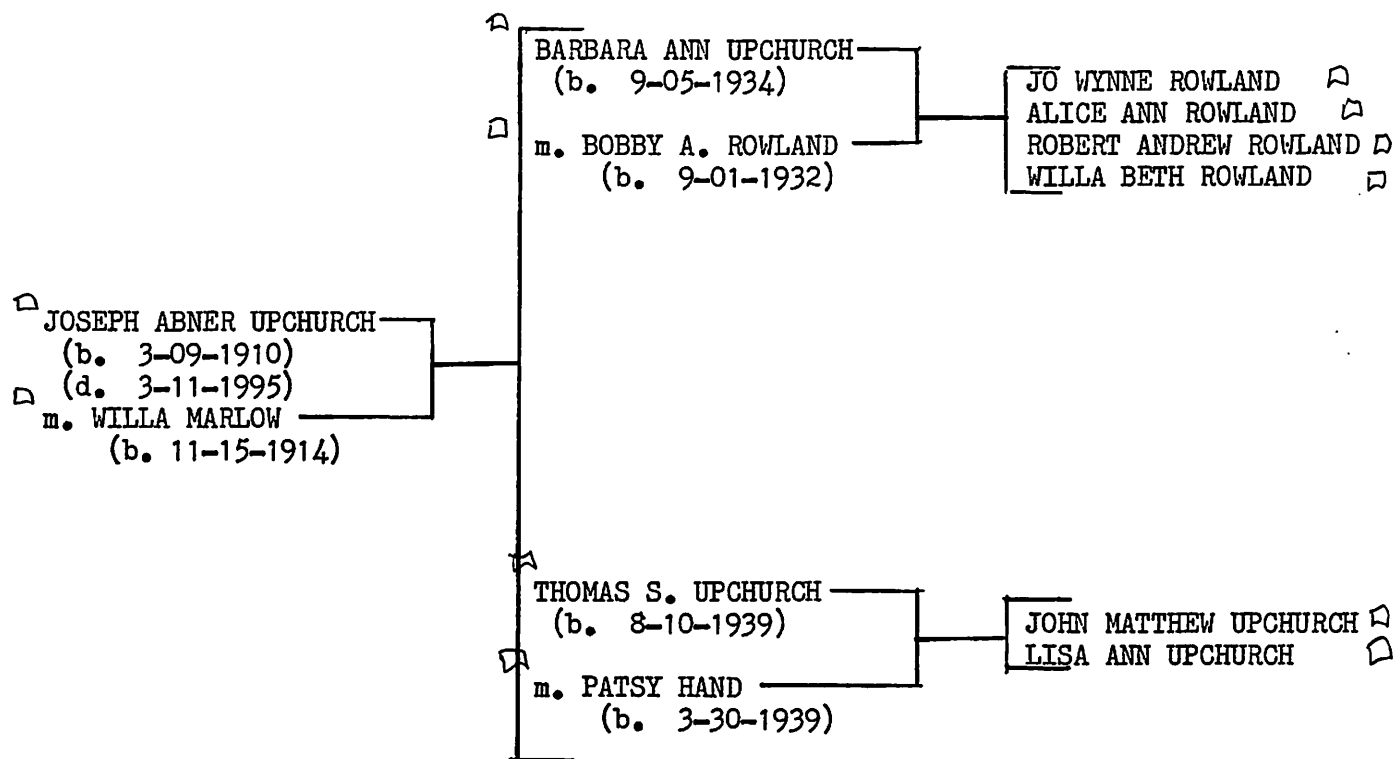 BARBARA ANN UPCHURCH
(b. 9-05-1934)
m. BOBBY A. ROWLAND
(b. 9-01-1932)
JO WYNNE ROWLAND
ALICE ANN ROWLAND
ROBERT ANDREW ROWLAND
WILLA BETH ROWLAND
JOSEPH ABNER UPCHURCH
(b. 3-09-1910)
(d. 3-11-1995)
m. WILLA MARLOW
(b. 11-15-1914)
THOMAS S. UPCHURCH
(b. 8-10-1939)
m. PATSY HAND
(b. 3-30-1939)
JOHN MATTHEW UPCHURCH
LISA ANN UPCHURCH